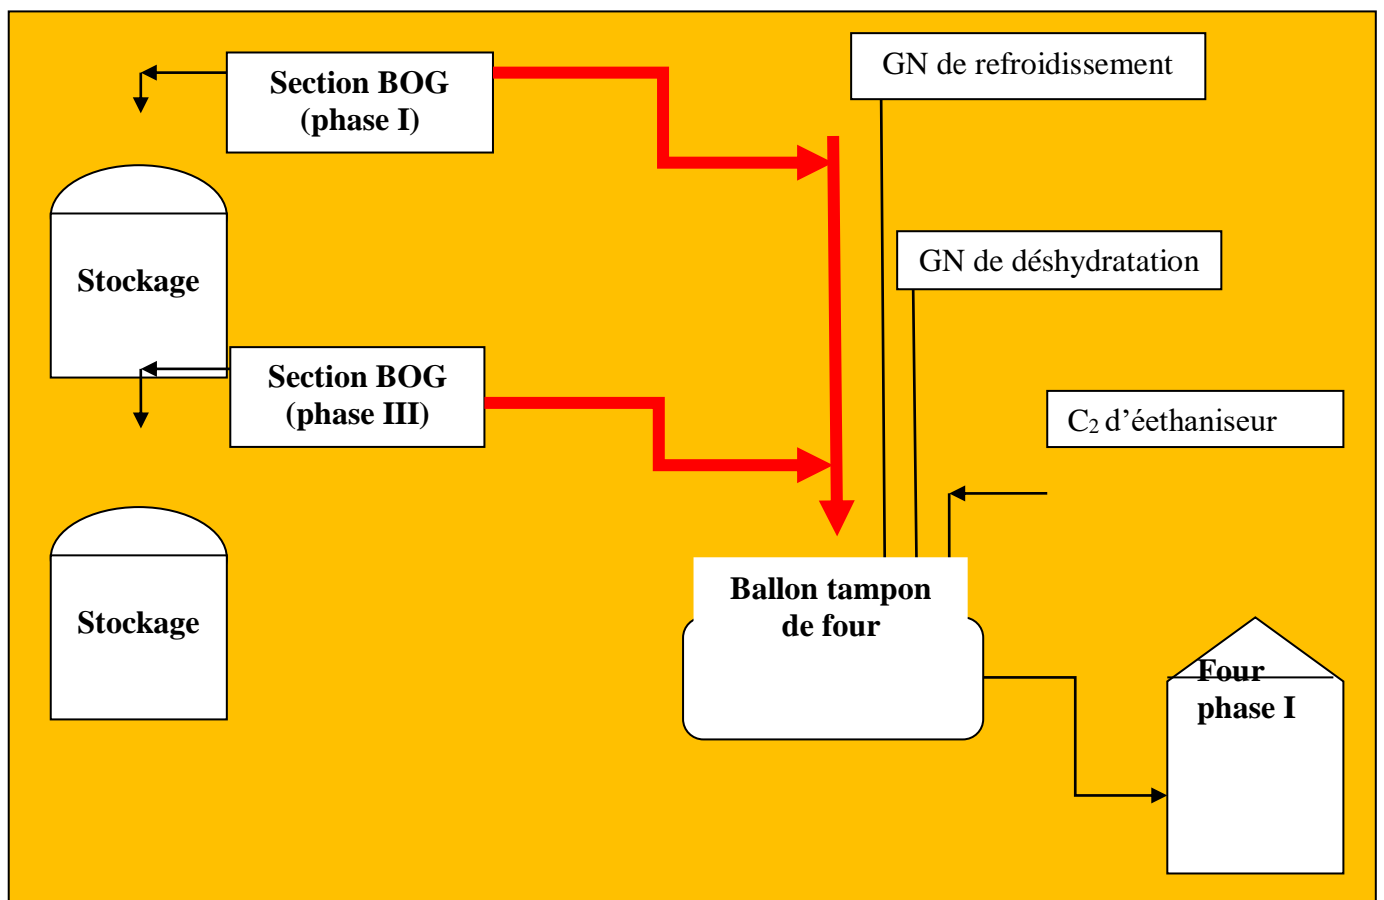 Section BOG
(phase I)
GN de refroidissement
Stockage
GN de déshydratation
Section BOG
(phase III)
C₂ d’éethaniseur
Stockage
Ballon tampon
de four
Four
phase I